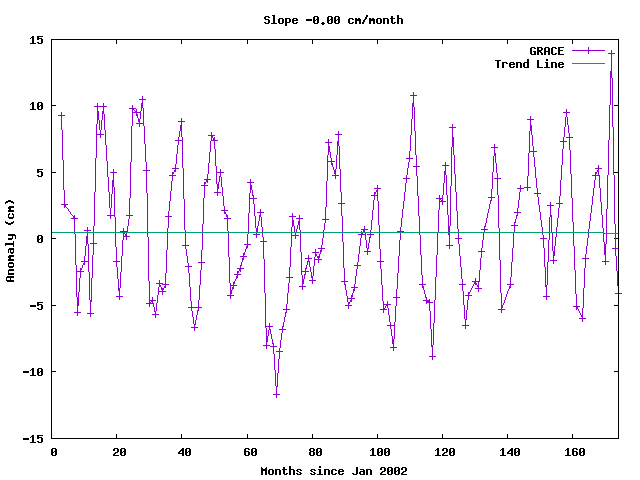 Slope -0.00 cm/month
GRACE
Trend Line
15
10
5
0
-5
-10
-15
Anomaly (cm)
0 20 40 60 80 100 120 140 160
Months since Jan 2002